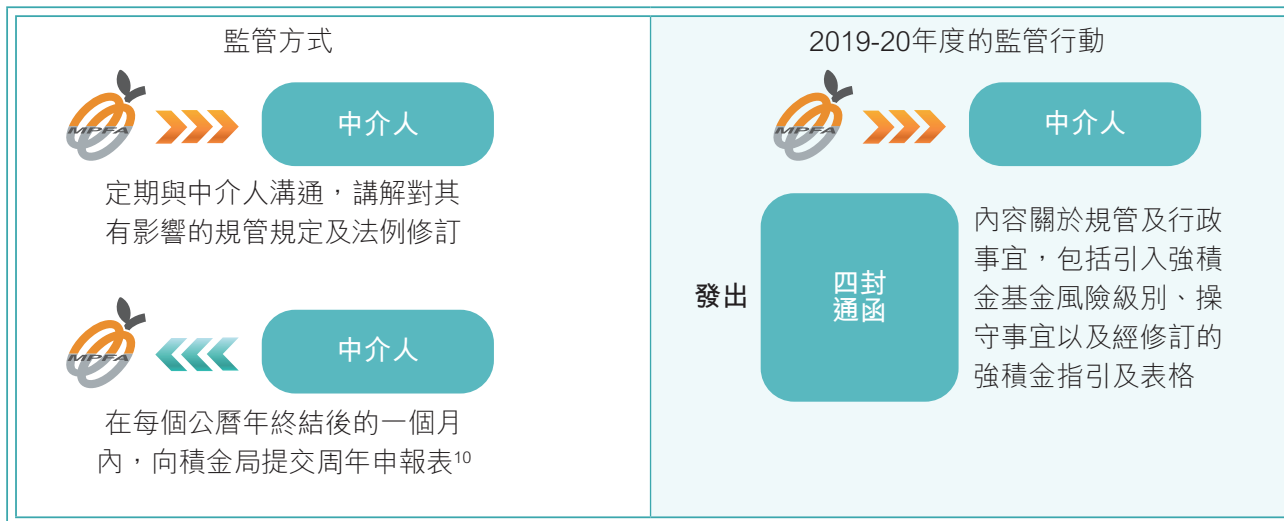 監管方式
MPFA
中介人
定期與中介人溝通，講解對其
有影響的規管規定及法例修訂
MPFA
中介人
在每個公曆年終結後的一個月
內，向積金局提交周年申報表¹⁰
2019-20年度的監管行動
MPFA
中介人
發出
四封
通函
內容關於規管及行政
事宜，包括引入強積
金基金風險級別、操
守事宜以及經修訂的
強積金指引及表格